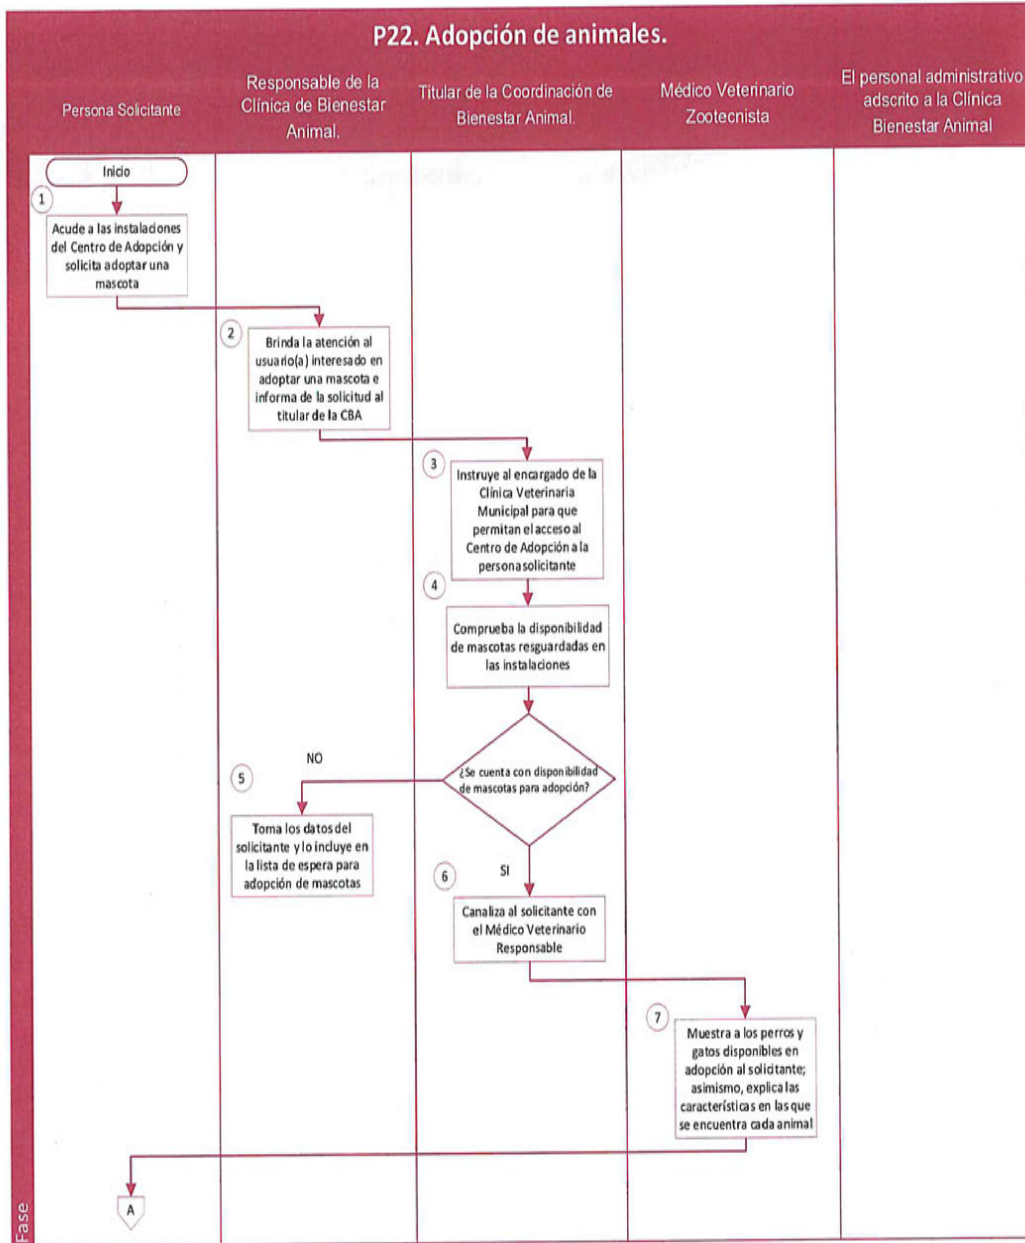 P22. Adopción de animales.
Persona Solicitante
Responsable de la
Clínica de Bienestar
Animal.
Titular de la Coordinación de
Bienestar Animal.
Médico Veterinario
Zootecnista
El personal administrativo
adscrito a la Clínica
Bienestar Animal
Inicio
1
Acude a las instalaciones
del Centro de Adopción y
solicita adoptar una
mascota
2
Brinda la atención al
usuario(a) interesado en
adoptar una mascota e
informa de la solicitud al
titular de la CBA
3
Instruye al encargado de la
Clínica Veterinaria
Municipal para que
permitan el acceso al
Centro de Adopción a la
persona solicitante
4
Comprueba la disponibilidad
de mascotas resguardadas en
las instalaciones
¿Se cuenta con disponibilidad
de mascotas para adopción?
NO
5
Toma los datos del
solicitante y lo incluye en
la lista de espera para
adopción de mascotas
SI
6
Canaliza al solicitante con
el Médico Veterinario
Responsable
7
Muestra a los perros y
gatos disponibles en
adopción al solicitante;
asimismo, explica las
características en las que
se encuentra cada animal
A
Fase